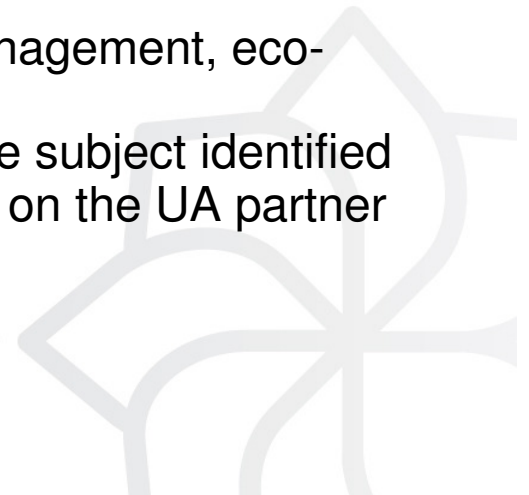 nagement, eco-
e subject identified
on the UA partner